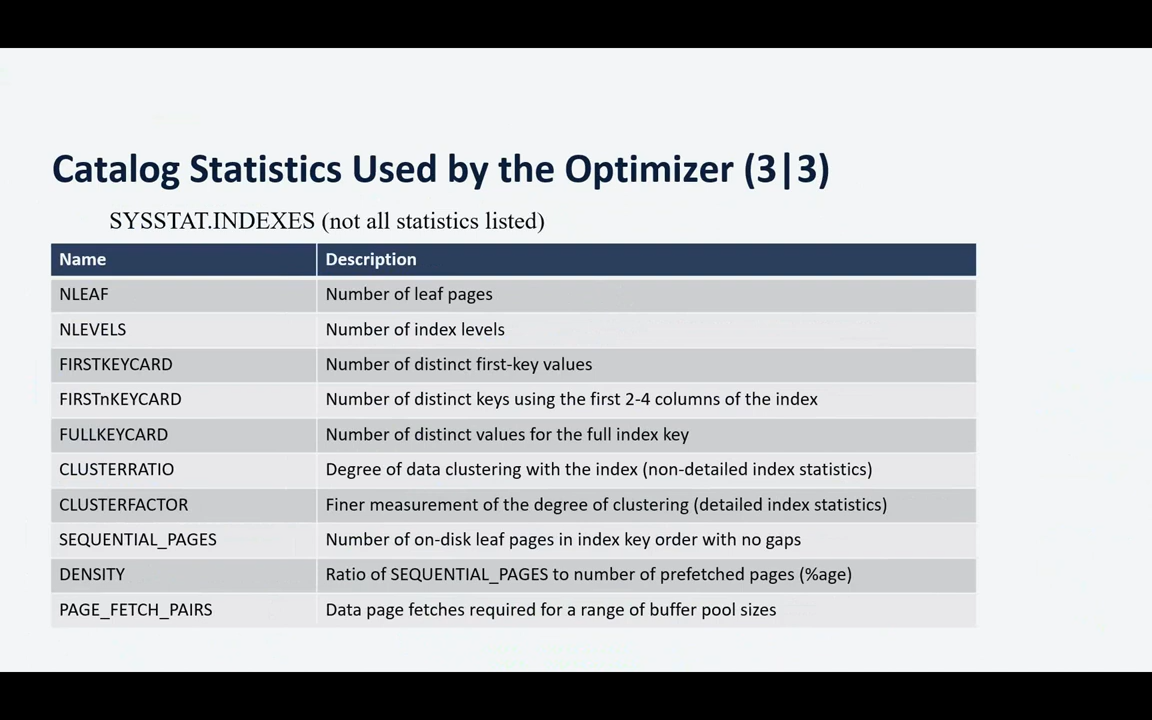 Catalog Statistics Used by the Optimizer (3|3)
SYSSTAT.INDEXES (not all statistics listed)
Name Description
NLEAF Number of leaf pages
NLEVELS Number of index levels
FIRSTKEYCARD Number of distinct first-key values
FIRSTnKEYCARD Number of distinct keys using the first 2-4 columns of the index
FULLKEYCARD Number of distinct values for the full index key
CLUSTERRATIO Degree of data clustering with the index (non-detailed index statistics)
CLUSTERFACTOR Finer measurement of the degree of clustering (detailed index statistics)
SEQUENTIAL_PAGES Number of on-disk leaf pages in index key order with no gaps
DENSITY Ratio of SEQUENTIAL_PAGES to number of prefetched pages (%age)
PAGE_FETCH_PAIRS Data page fetches required for a range of buffer pool sizes